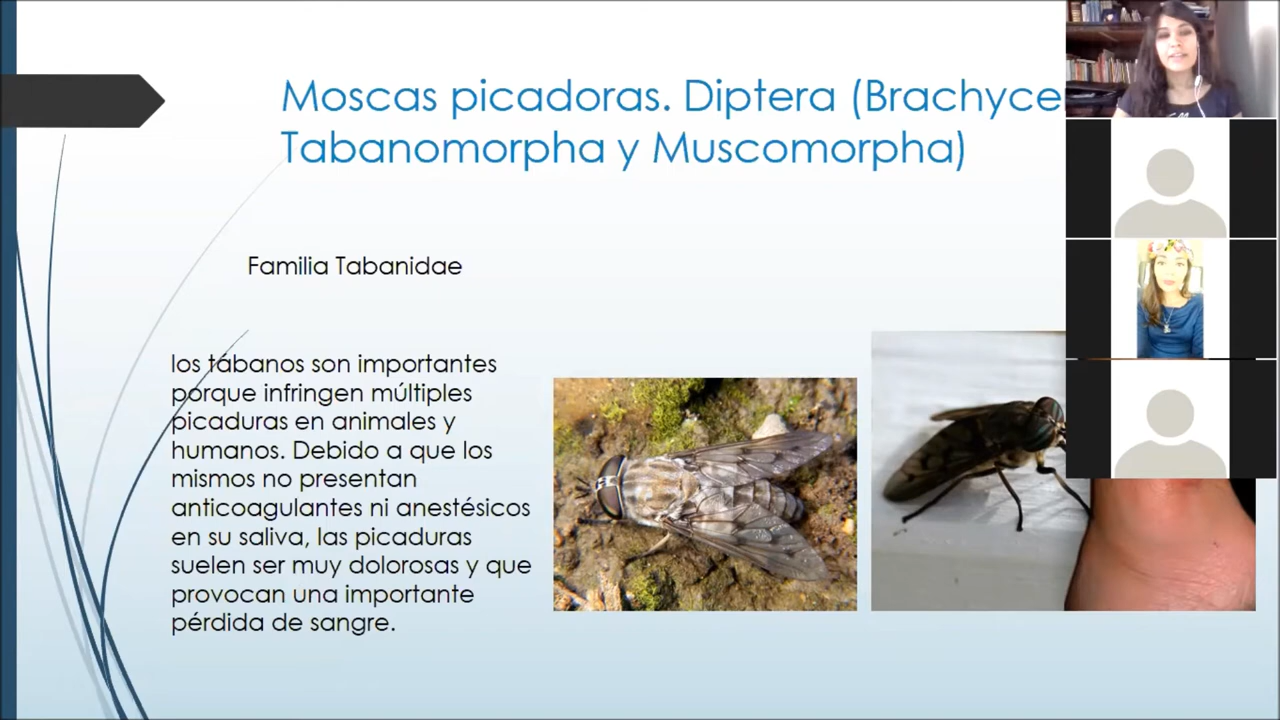 Moscas picadoras. Diptera (Brachyce
Tabanomorpha y Muscomorpha)
Familia Tabanidae
los tábanos son importantes
porque infringen múltiples
picaduras en animales y
humanos. Debido a que los
mismos no presentan
anticoagulantes ni anestésicos
en su saliva, las picaduras
suelen ser muy dolorosas y que
provocan una importante
pérdida de sangre.